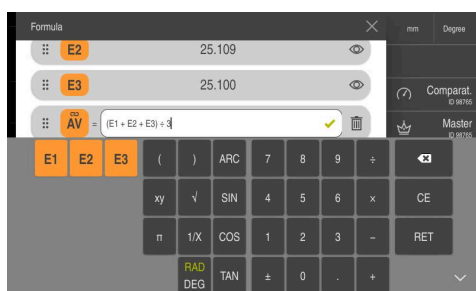 Formula
mm Degree
E2 25.109
E3 25.100
AV = (E1 + E2 + E3) ÷ 3
Comparat.
ID 98765
Master
ID 98765
E1 E2 E3 ( ) ARC 7 8 9 ÷
xy √ SIN 4 5 6 × CE
π 1/X COS 1 2 3 − RET
RAD
DEG TAN ± 0 . +